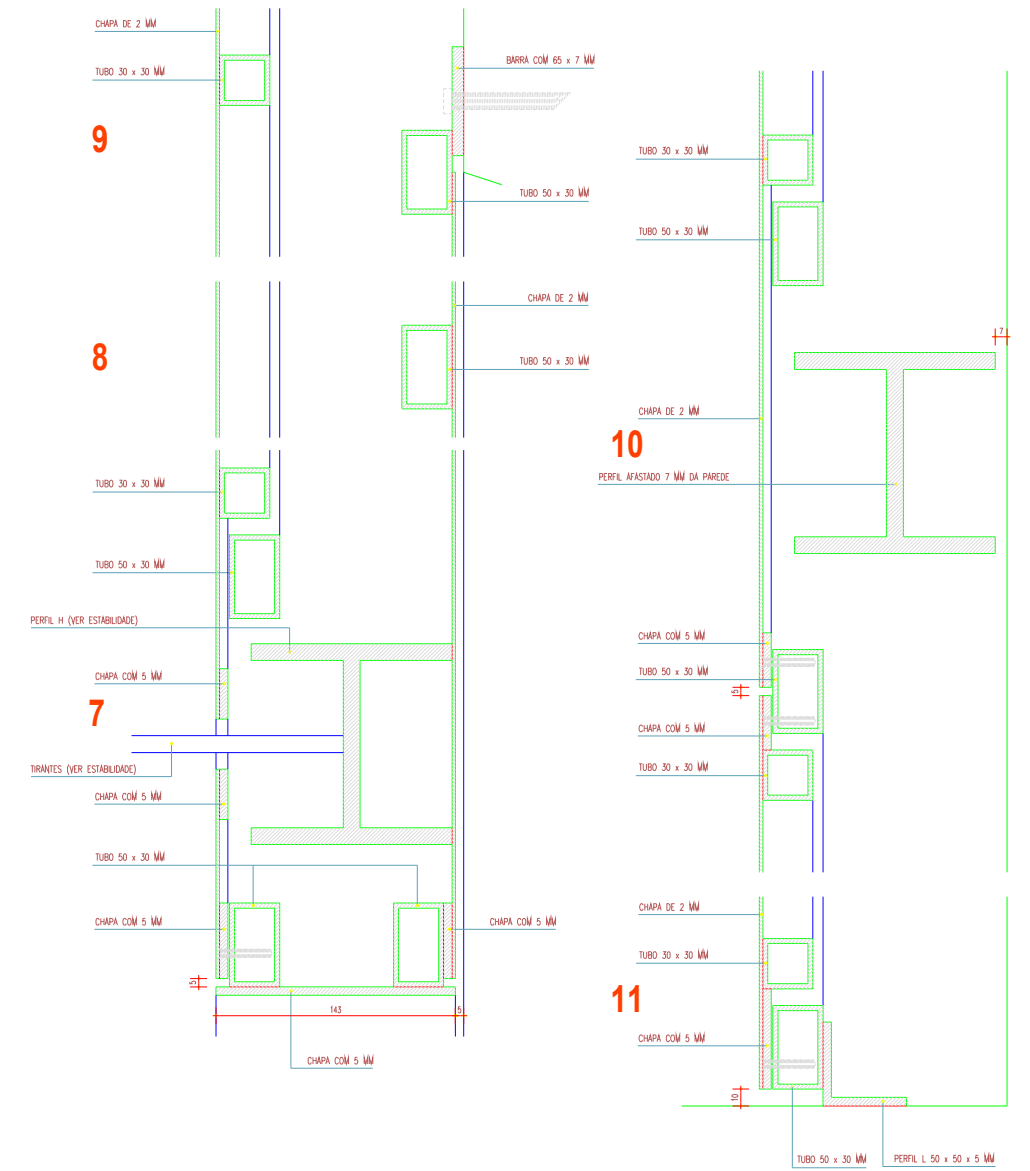 CHAPA DE 2 MM
TUBO 30 x 30 MM
9
BARRA COM 65 x 7 MM
TUBO 50 x 30 MM
CHAPA DE 2 MM
8
TUBO 50 x 30 MM
TUBO 30 x 30 MM
TUBO 50 x 30 MM
PERFIL H (VER ESTABILIDADE)
CHAPA COM 5 MM
7
TIRANTES (VER ESTABILIDADE)
CHAPA COM 5 MM
TUBO 50 x 30 MM
CHAPA COM 5 MM
CHAPA COM 5 MM
5
143
5
CHAPA COM 5 MM
TUBO 30 x 30 MM
TUBO 50 x 30 MM
7
CHAPA DE 2 MM
10
PERFIL AFASTADO 7 MM DA PAREDE
CHAPA COM 5 MM
TUBO 50 x 30 MM
5
CHAPA COM 5 MM
TUBO 30 x 30 MM
CHAPA DE 2 MM
TUBO 30 x 30 MM
11
CHAPA COM 5 MM
10
TUBO 50 x 30 MM
PERFIL L 50 x 50 x 5 MM